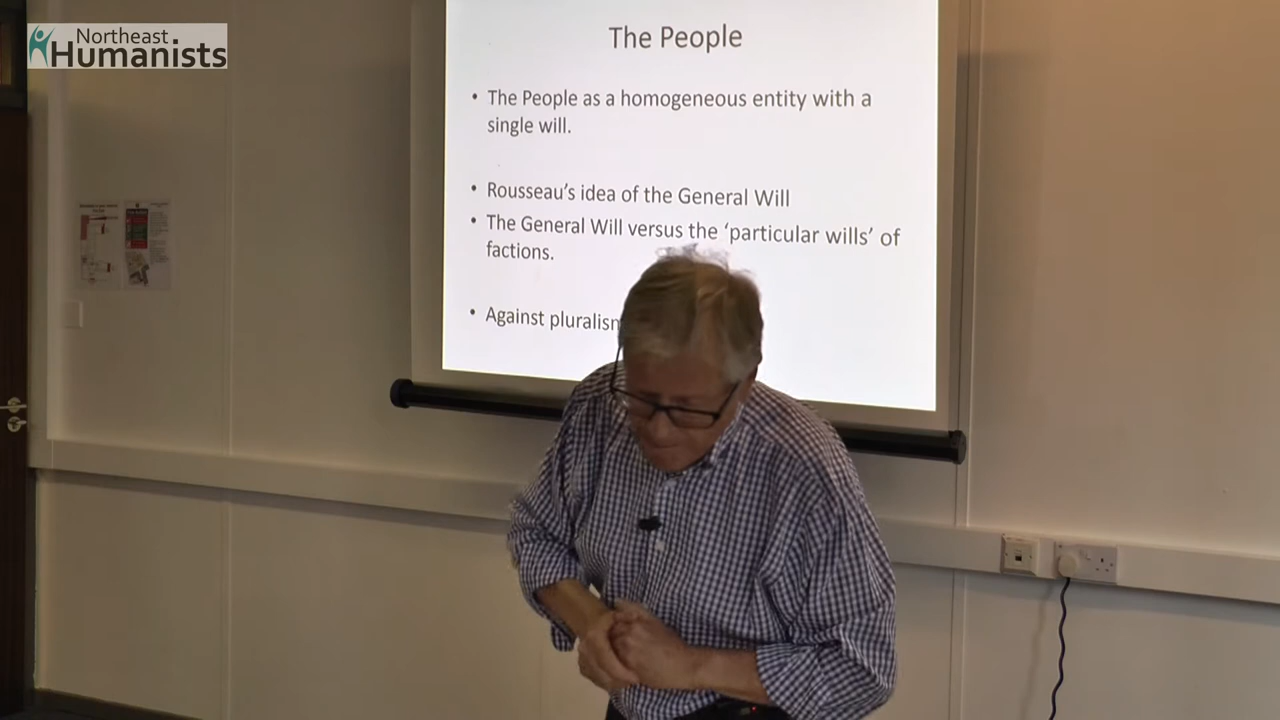 Northeast
Humanists
The People
• The People as a homogeneous entity with a
single will.
• Rousseau's idea of the General Will
• The General Will versus the ‘particular wills’ of
factions.
• Against pluralism